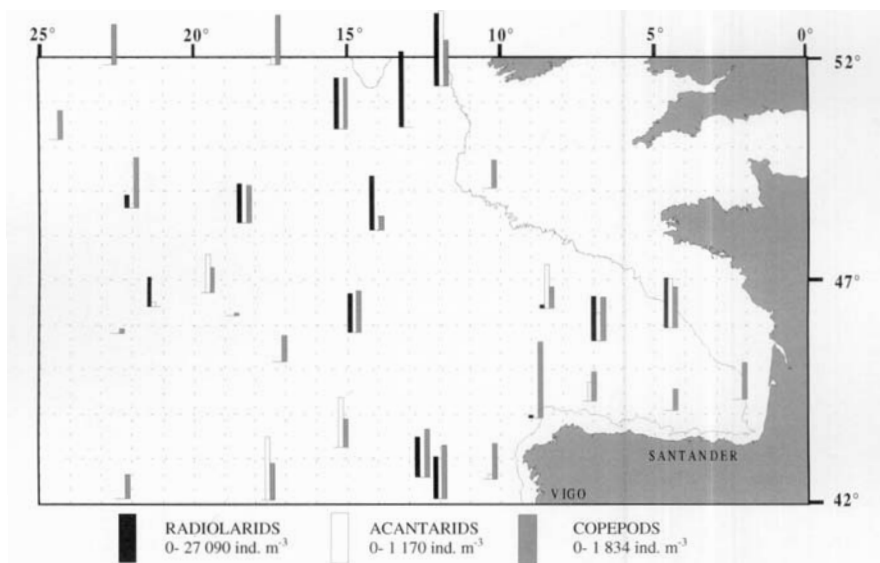 25° 20° 15° 10° 5° 0°
52°
47°
SANTANDER
VIGO
42°
RADIOLARIDS ACANTARIDS COPEPODS
0- 27 090 ind. m-3 0- 1 170 ind. m-3 0- 1 834 ind. m-3